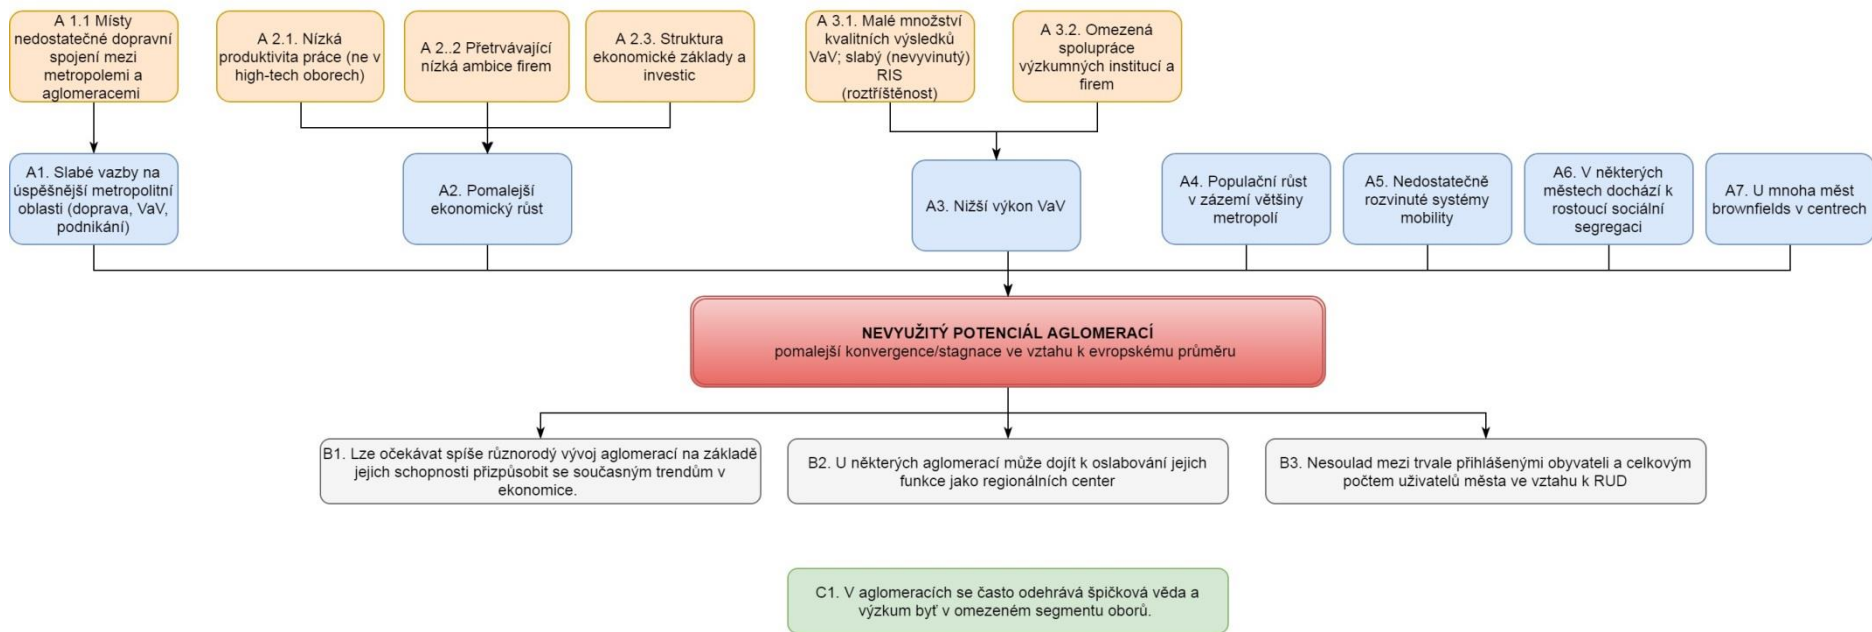 A 1.1 Místy
nedostatečné dopravní
spojení mezi
metropolemi a
aglomeracemi
A 2.1. Nízká
produktivita práce (ne v
high-tech oborech)
A 2..2 Přetrvávající
nízká ambice firem
A 2.3. Struktura
ekonomické základy a
investic
A 3.1. Malé množství
kvalitních výsledků
VaV; slabý (nevyvinutý)
RIS
(roztříštěnost)
A 3.2. Omezená
spolupráce
výzkumných institucí a
firem
A1. Slabé vazby na
úspěšnější metropolitní
oblasti (doprava, VaV,
podnikání)
A2. Pomalejší
ekonomický růst
A3. Nižší výkon VaV
A4. Populační růst
v zázemí většiny
metropolí
A5. Nedostatečně
rozvinuté systémy
mobility
A6. V některých
městech dochází k
rostoucí sociální
segregaci
A7. U mnoha měst
brownfields v centrech
NEVYUŽITÝ POTENCIÁL AGLOMERACÍ
pomalejší konvergence/stagnace ve vztahu k evropskému průměru
B1. Lze očekávat spíše různorodý vývoj aglomerací na základě
jejich schopnosti přizpůsobit se současným trendům v
ekonomice.
B2. U některých aglomerací může dojít k oslabování jejich
funkce jako regionálních center
B3. Nesoulad mezi trvale přihlášenými obyvateli a celkovým
počtem uživatelů města ve vztahu k RUD
C1. V aglomeracích se často odehrává špičková věda a
výzkum byť v omezeném segmentu oborů.